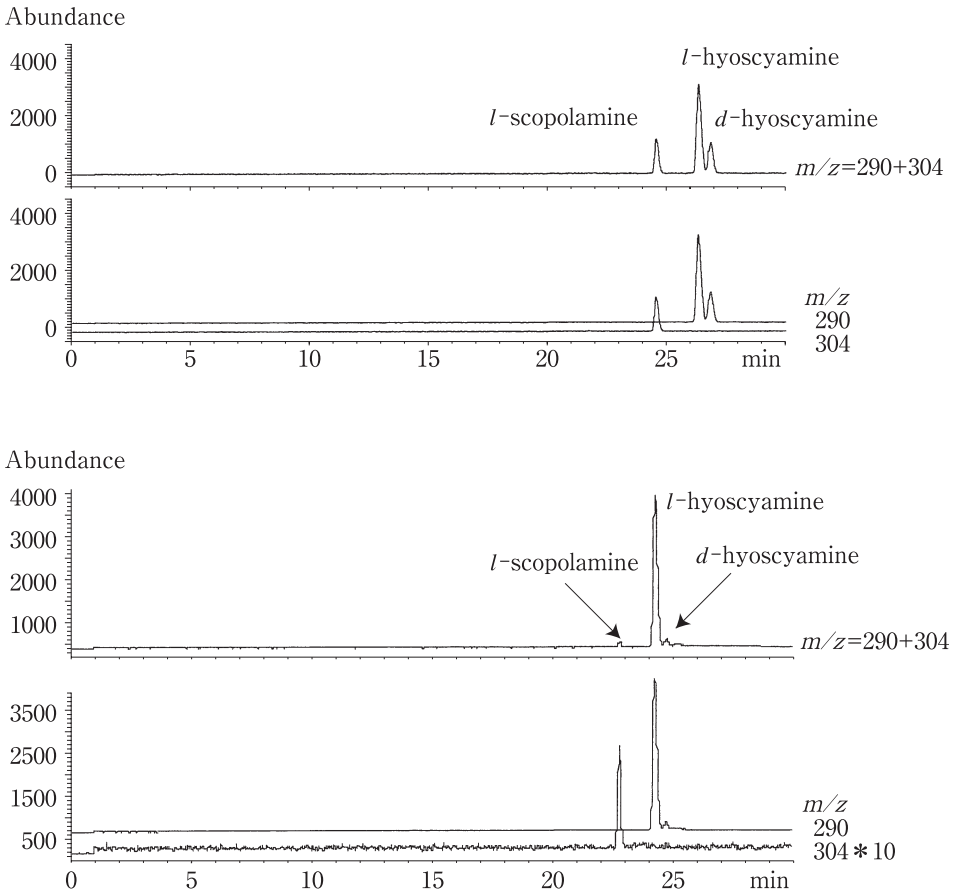 Abundance
l-hyoscyamine
4000
l-scopolamine
d-hyoscyamine
2000
0
m/z=290+304
4000
2000
m/z
0
290
304
0 5 10 15 20 25 min
Abundance
4000
l-hyoscyamine
3000
l-scopolamine
d-hyoscyamine
2000
1000
m/z=290+304
3500
2500
1500
m/z
290
500
304*10
0 5 10 15 20 25 min